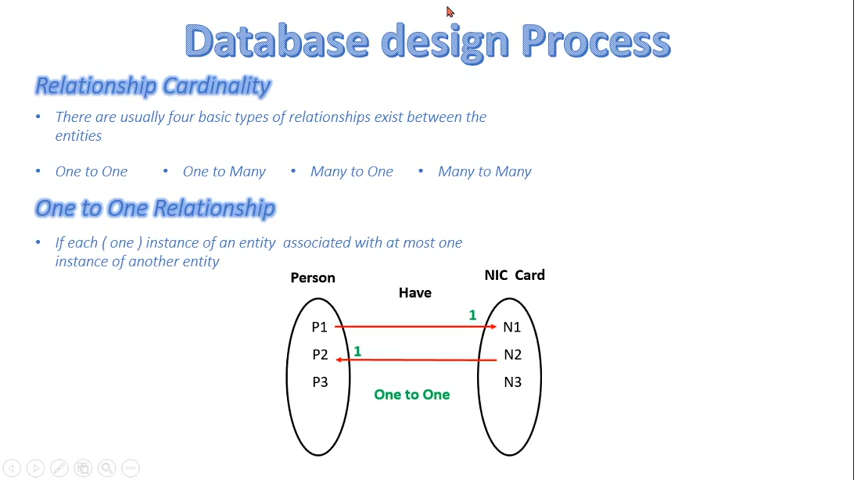 Database design Process
Relationship Cardinality
• There are usually four basic types of relationships exist between the
entities
• One to One • One to Many • Many to One • Many to Many
One to One Relationship
• If each ( one ) instance of an entity associated with at most one
instance of another entity
Person Have NIC Card
P1 1 N1
P2 1 N2
P3 N3
One to One